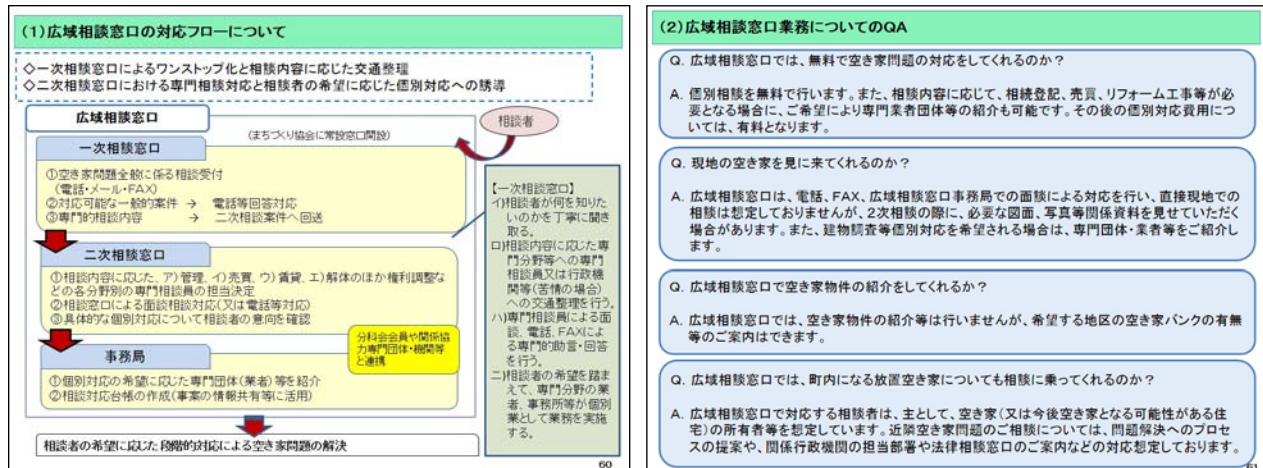 (1)広域相談窓口の対応フローについて
◇一次相談窓口によるワンストップ化と相談内容に応じた交通整理
◇二次相談窓口における専門相談対応と相談者の希望に応じた個別対応への誘導
広域相談窓口
(まちづくり協会に常設窓口開設)
相談者
一次相談窓口
①空き家問題全般に係る相談受付
(電話・メール・FAX)
②対応可能な一般的案件 → 電話等回答対応
③専門的相談内容 → 二次相談案件へ回送
二次相談窓口
①相談内容に応じた、ア)管理、イ)売買、ウ)賃貸、エ)解体のほか権利調整な
どの各分野別の専門相談員の担当決定
②相談窓口による面談相談対応(又は電話等対応)
③具体的な個別対応について相談者の意向を確認
分科会会員や関係協
力専門団体・機関等
と連携
事務局
①個別対応の希望に応じた専門団体(業者)等を紹介
②相談対応台帳の作成(事案の情報共有等に活用)
【一次相談窓口】
イ)相談者が何を知りた
いのかを丁寧に聞き
取る。
ロ)相談内容に応じた専
門分野等への専門
相談員又は行政機
関等(苦情の場合)
への交通整理を行う。
ハ)専門相談員による面
談、電話、FAXによ
る専門的助言・回答
を行う。
ニ)相談者の希望を踏ま
えて、専門分野の業
者、事務所等が個別
業として業務を実施
する。
相談者の希望に応じた段階的対応による空き家問題の解決
60
(2)広域相談窓口業務についてのQA
Q. 広域相談窓口では、無料で空き家問題の対応をしてくれるのか？
A. 個別相談を無料で行います。また、相談内容に応じて、相続登記、売買、リフォーム工事等が必
要となる場合に、ご希望により専門業者団体等の紹介も可能です。その後の個別対応費用につ
いては、有料となります。
Q. 現地の空き家を見に来てくれるのか？
A. 広域相談窓口は、電話、FAX、広域相談窓口事務局での面談による対応を行い、直接現地での
相談は想定しておりませんが、2次相談の際に、必要な図面、写真等関係資料を見せていただく
場合があります。また、建物調査等個別対応を希望される場合は、専門団体・業者等をご紹介し
ます。
Q. 広域相談窓口で空き家物件の紹介をしてくれるか？
A. 広域相談窓口では、空き家物件の紹介等は行いませんが、希望する地区の空き家バンクの有無
等のご案内はできます。
Q. 広域相談窓口では、町内になる放置空き家についても相談に乗ってくれるのか？
A. 広域相談窓口で対応する相談者は、主として、空き家(又は今後空き家となる可能性がある住
宅)の所有者等を想定しています。近隣空き家問題のご相談については、問題解決へのプロセ
スの提案や、関係行政機関の担当部署や法律相談窓口のご案内などの対応想定しております。
61